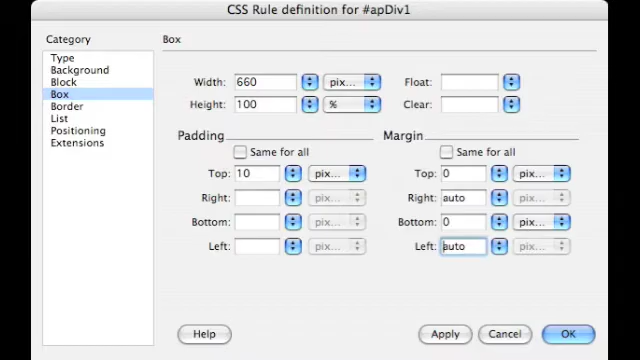 CSS Rule definition for #apDiv1
Category
Type
Background
Block
Box
Border
List
Positioning
Extensions
Box
Width: 660 pix... Float:
Height: 100 % Clear:
Padding Margin
Same for all Same for all
Top: 10 pix... Top: 0 pix...
Right: pix... Right: auto pix...
Bottom: pix... Bottom: 0 pix...
Left: pix... Left: auto pix...
Help Apply Cancel OK